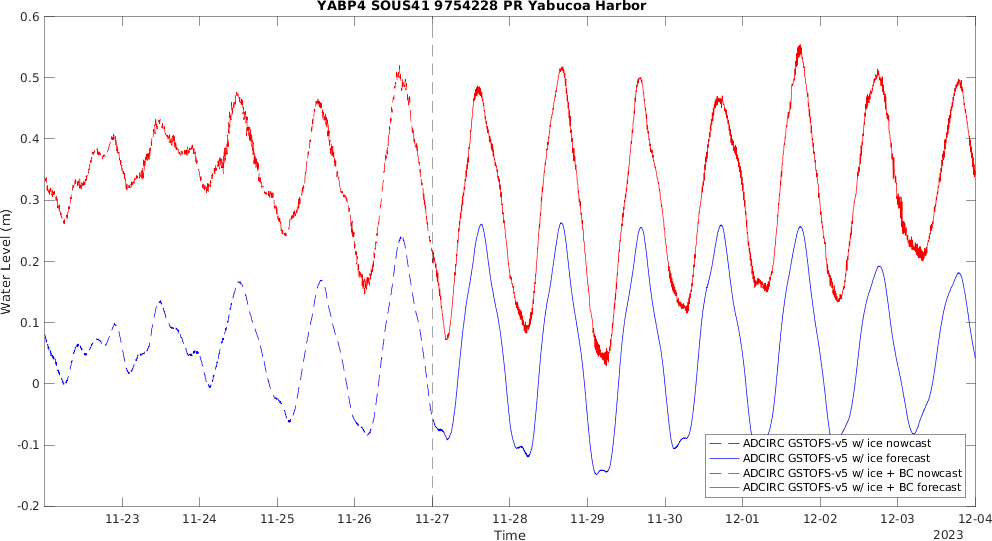 YABP4 SOUS41 9754228 PR Yabucoa Harbor
0.6
0.5
0.4
0.3
0.2
0.1
0
-0.1
-0.2
Water Level (m)
11-23 11-24 11-25 11-26 11-27 11-28 11-29 11-30 12-01 12-02 12-03 12-04
Time
2023
ADCIRC GSTOFS-v5 w/ ice nowcast
ADCIRC GSTOFS-v5 w/ ice forecast
ADCIRC GSTOFS-v5 w/ ice + BC nowcast
ADCIRC GSTOFS-v5 w/ ice + BC forecast